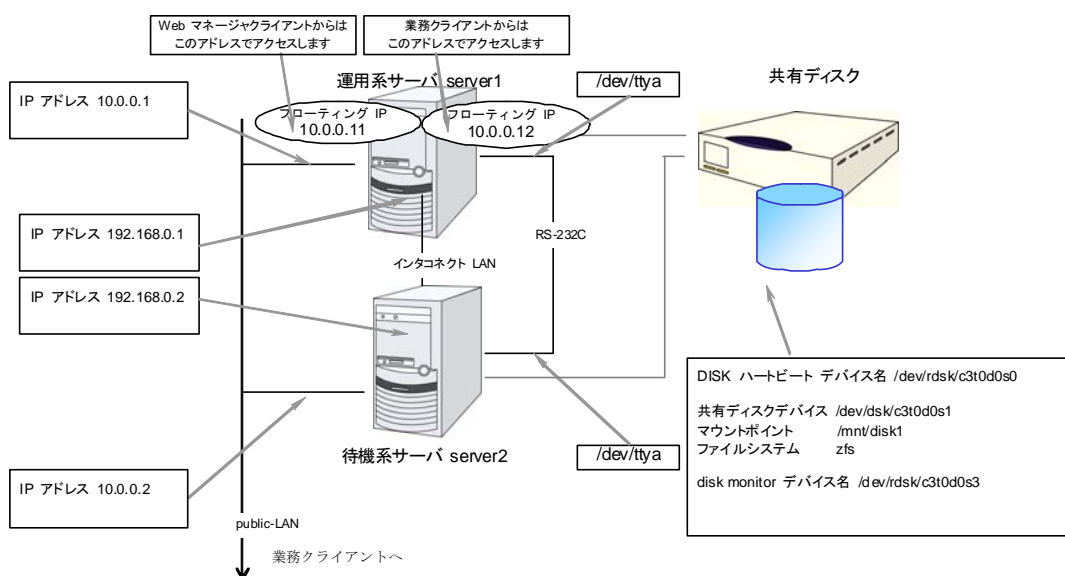 Web マネージャクライアントからは
このアドレスでアクセスします
業務クライアントからは
このアドレスでアクセスします
運用系サーバ server1
/dev/ttya
共有ディスク
IP アドレス 10.0.0.1
フローティング IP
10.0.0.11
フローティング IP
10.0.0.12
IP アドレス 192.168.0.1
RS-232C
インタコネクト LAN
IP アドレス 192.168.0.2
DISK ハートビート デバイス名 /dev/rdsk/c3t0d0s0
共有ディスクデバイス /dev/dsk/c3t0d0s1
マウントポイント /mnt/disk1
ファイルシステム zfs
disk monitor デバイス名 /dev/rdsk/c3t0d0s3
待機系サーバ server2
/dev/ttya
IP アドレス 10.0.0.2
public-LAN
業務クライアントへ